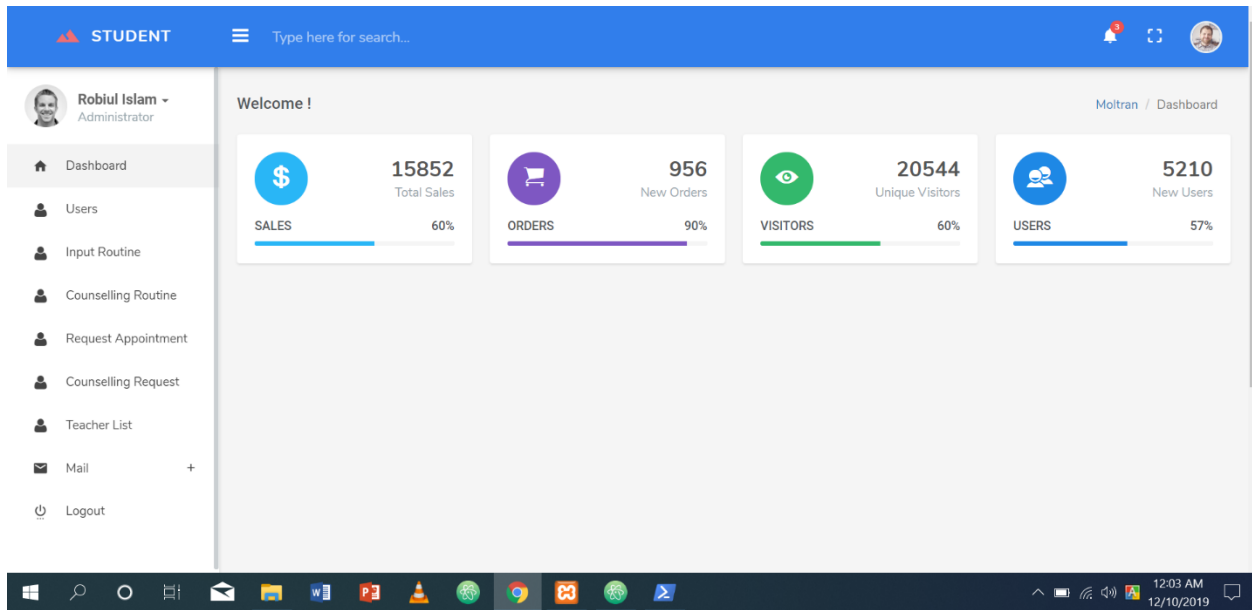 STUDENT
Type here for search...
3
Robiul Islam
Administrator
Dashboard
Users
Input Routine
Counselling Routine
Request Appointment
Counselling Request
Teacher List
Mail +
Logout
Welcome !
Moltran / Dashboard
$
15852
Total Sales
SALES 60%
956
New Orders
ORDERS 90%
20544
Unique Visitors
VISITORS 60%
5210
New Users
USERS 57%
12:03 AM
12/10/2019